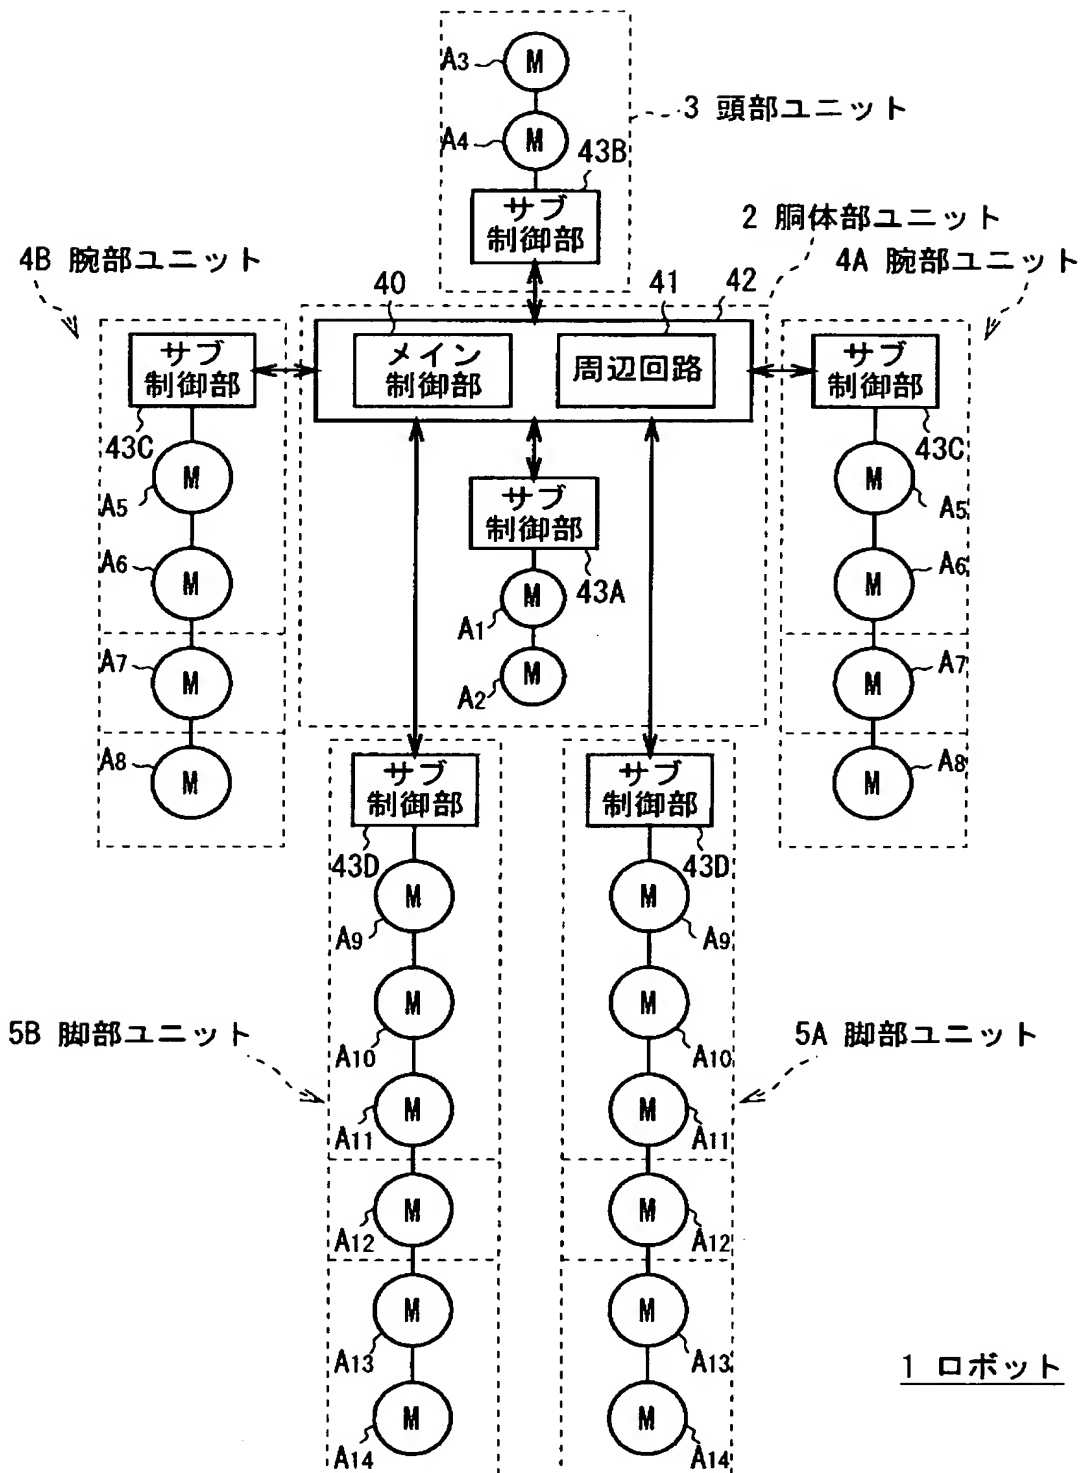 A3
M
3 頭部ユニット
A4
M
43B
サブ
制御部
2 胴体部ユニット
4B 腕部ユニット
4A 腕部ユニット
40
41
42
サブ
制御部
メイン
制御部
周辺回路
サブ
制御部
43C
43C
A5
M
サブ
制御部
M
A5
A6
M
43A
M
A6
A1
M
A7
M
A2
M
M
A7
A8
M
サブ
制御部
サブ
制御部
M
A8
43D
43D
M
A9
M
A9
M
A10
M
A10
5B 脚部ユニット
5A 脚部ユニット
M
A11
M
A11
M
A12
M
A12
M
A13
M
A13
1 ロボット
M
A14
M
A14